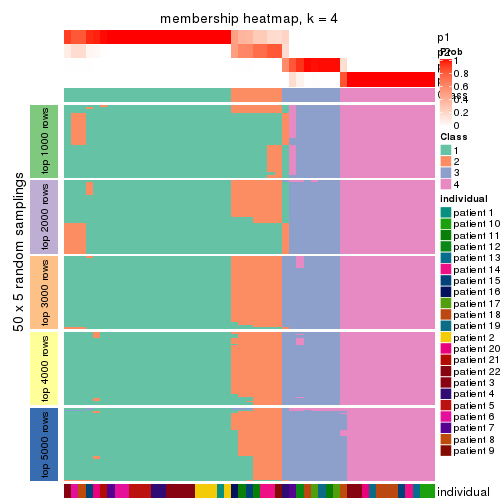 membership heatmap, k = 4
p1
p2
Prob
1
0.8
0.6
0.4
0.2
0
Class
1
2
3
4
individual
patient 1
patient 10
patient 11
patient 12
patient 13
patient 14
patient 15
patient 16
patient 17
patient 18
patient 19
patient 2
patient 20
patient 21
patient 22
patient 3
patient 4
patient 5
patient 6
patient 7
patient 8
patient 9
50 x 5 random samplings
top 1000 rows
top 2000 rows
top 3000 rows
top 4000 rows
top 5000 rows
individual